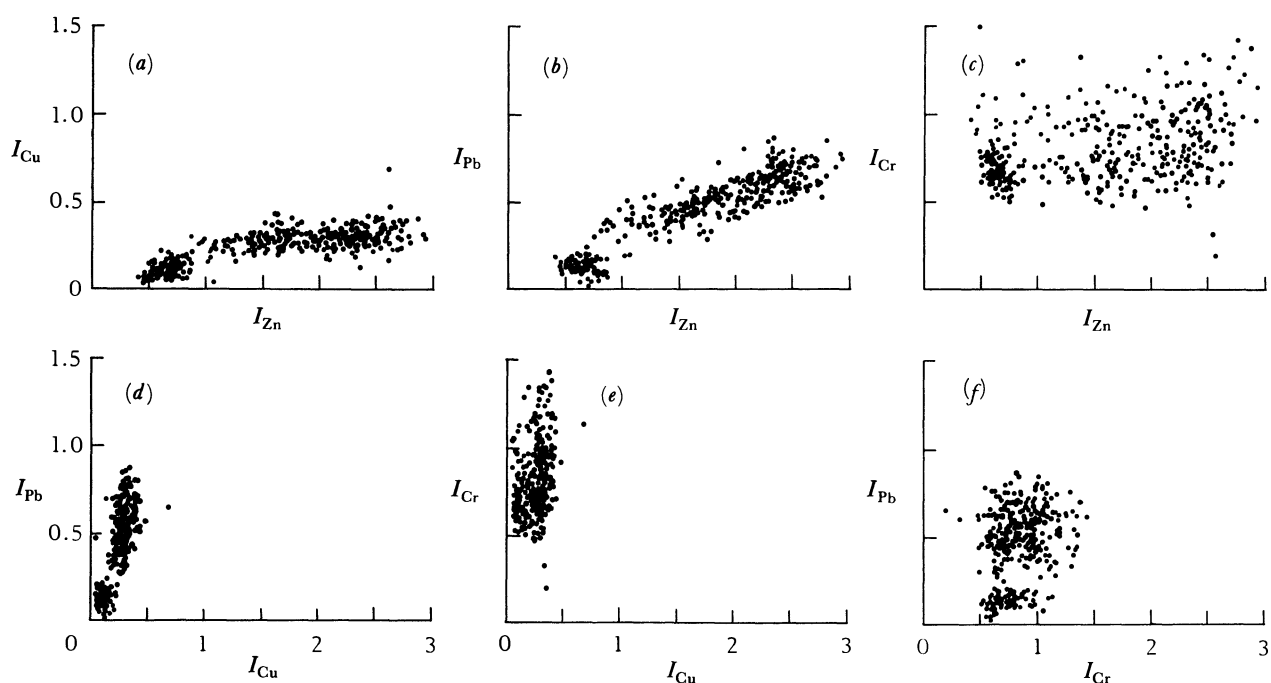 1.5
1.0
0.5
0
(a)
I_Cu
I_Zn
(b)
I_Pb
I_Zn
(c)
I_Cr
I_Zn
1.5
1.0
0.5
(d)
I_Pb
0 1 2 3
I_Cu
(e)
I_Cr
0 1 2 3
I_Cu
(f)
I_Pb
0 1 2 3
I_Cr